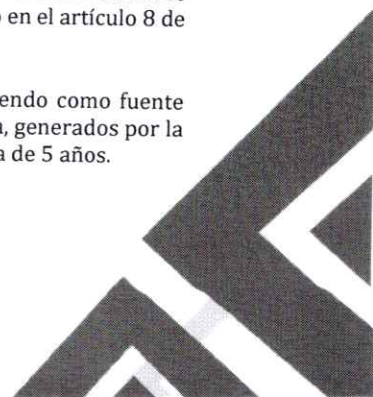 en el artículo 8 de
endo como fuente
, generados por la
a de 5 años.